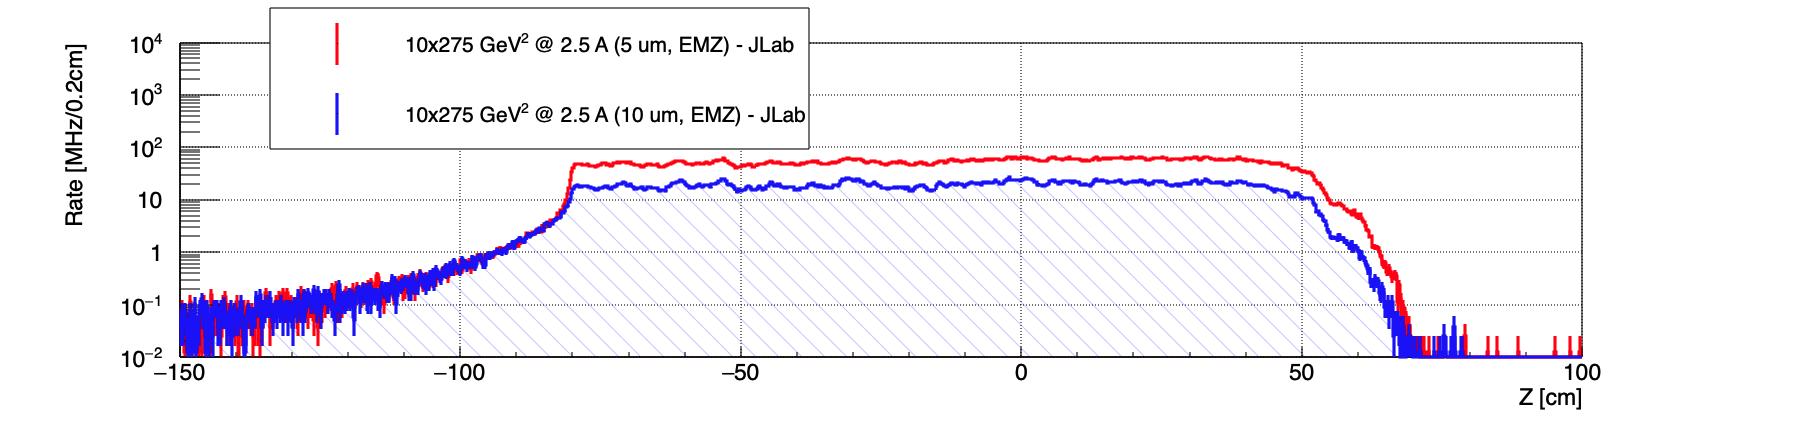 10x275 GeV² @ 2.5 A (5 um, EMZ) - JLab
10x275 GeV² @ 2.5 A (10 um, EMZ) - JLab
Rate [MHz/0.2cm]
10⁴
10³
10²
10
1
10⁻¹
10⁻²
−150 −100 −50 0 50 100
Z [cm]